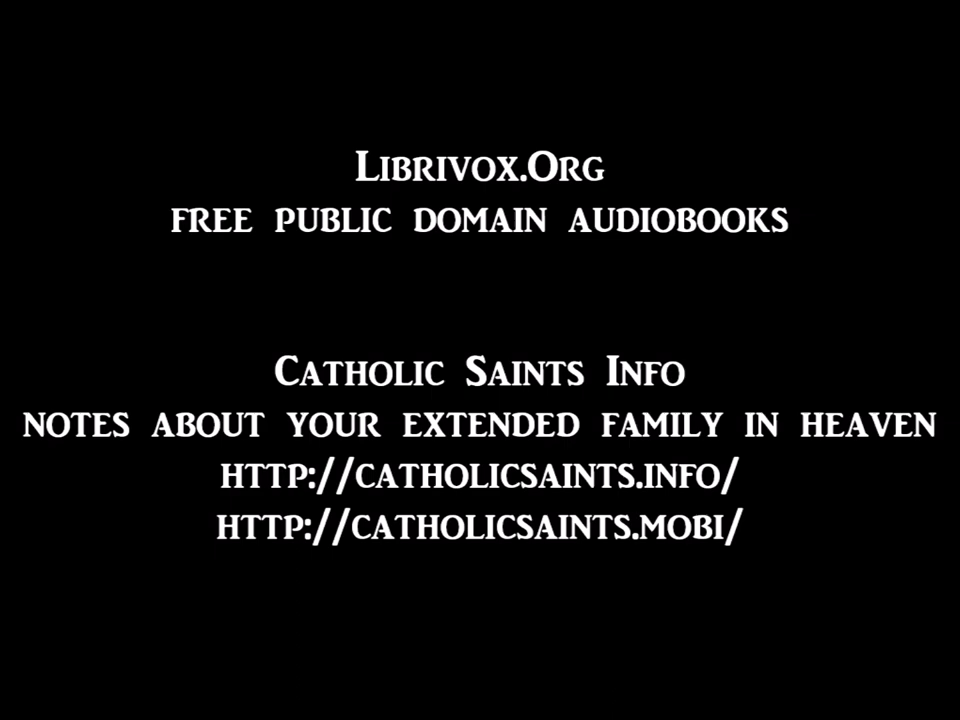 Librivox.Org
free public domain audiobooks
Catholic Saints Info
notes about your extended family in heaven
http://catholicsaints.info/
http://catholicsaints.mobi/